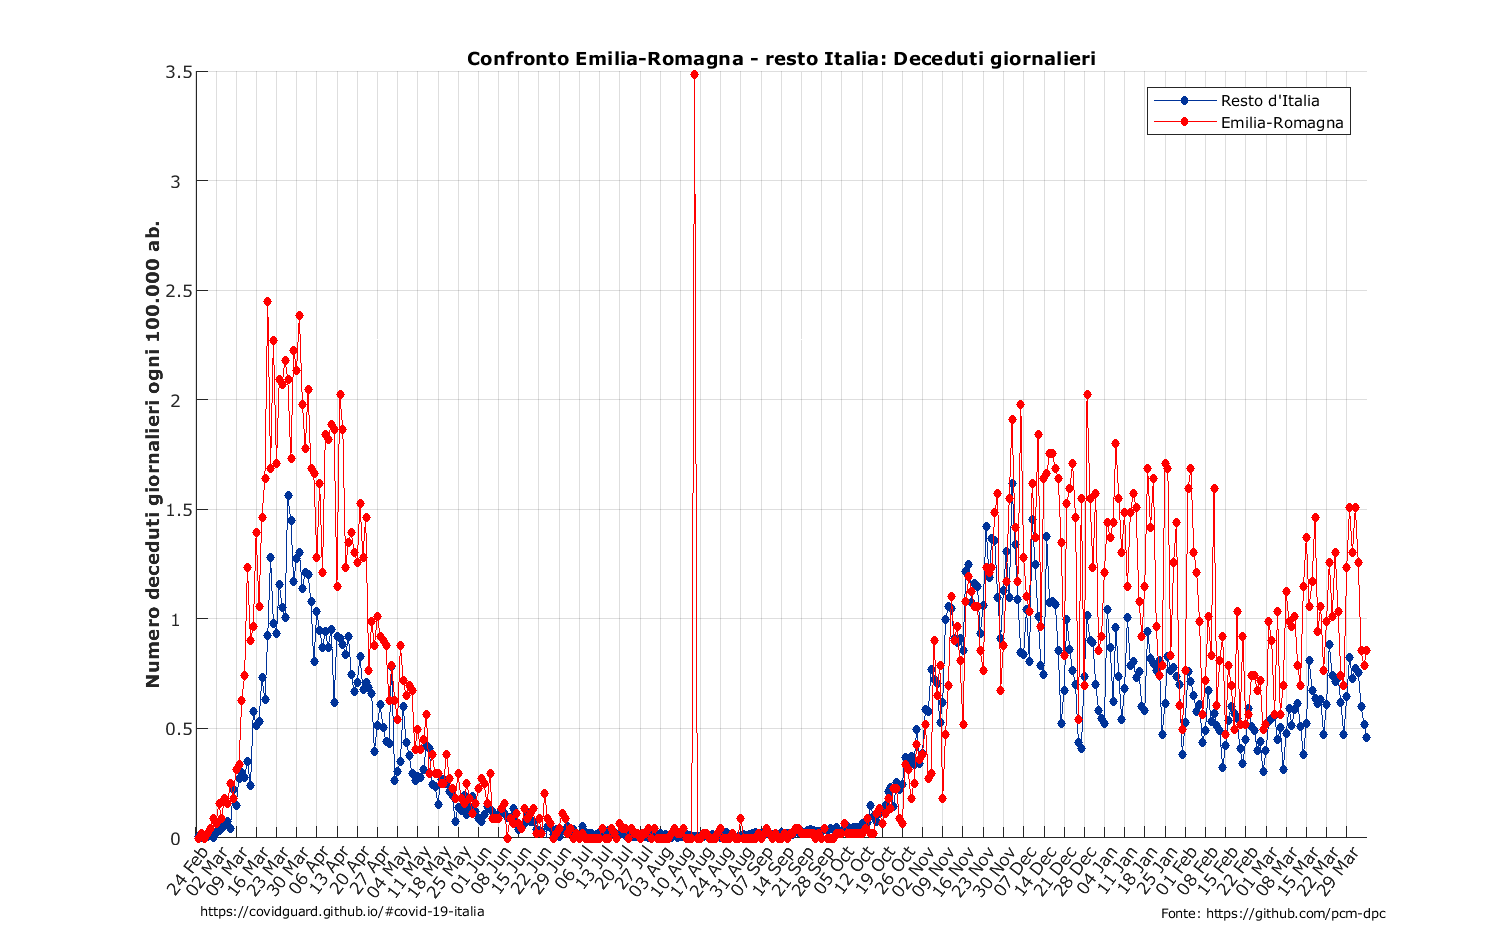 Confronto Emilia-Romagna - resto Italia: Deceduti giornalieri
Numero deceduti giornalieri ogni 100.000 ab.
3.5
3
2.5
2
1.5
1
0.5
0
Resto d'Italia
Emilia-Romagna
24 Feb
02 Mar
09 Mar
16 Mar
23 Mar
30 Mar
06 Apr
13 Apr
20 Apr
27 Apr
04 May
11 May
18 May
25 May
01 Jun
08 Jun
15 Jun
22 Jun
29 Jun
06 Jul
13 Jul
20 Jul
27 Jul
03 Aug
10 Aug
17 Aug
24 Aug
31 Aug
07 Sep
14 Sep
21 Sep
28 Sep
05 Oct
12 Oct
19 Oct
26 Oct
02 Nov
09 Nov
16 Nov
23 Nov
30 Nov
07 Dec
14 Dec
21 Dec
28 Dec
04 Jan
11 Jan
18 Jan
25 Jan
01 Feb
08 Feb
15 Feb
22 Feb
01 Mar
08 Mar
15 Mar
22 Mar
29 Mar
https://covidguard.github.io/#covid-19-italia
Fonte: https://github.com/pcm-dpc